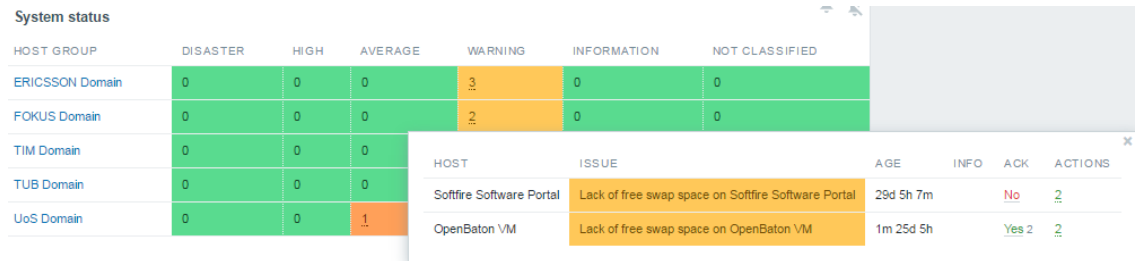 System status
HOST GROUP DISASTER HIGH AVERAGE WARNING INFORMATION NOT CLASSIFIED
ERICSSON Domain 0 0 0 3 0 0
FOKUS Domain 0 0 0 2 0 0
TIM Domain 0 0 0
TUB Domain 0 0 0
UoS Domain 0 0 1
HOST ISSUE AGE INFO ACK ACTIONS
Softfire Software Portal Lack of free swap space on Softfire Software Portal 29d 5h 7m No 2
OpenBaton VM Lack of free swap space on OpenBaton VM 1m 25d 5h Yes 2 2